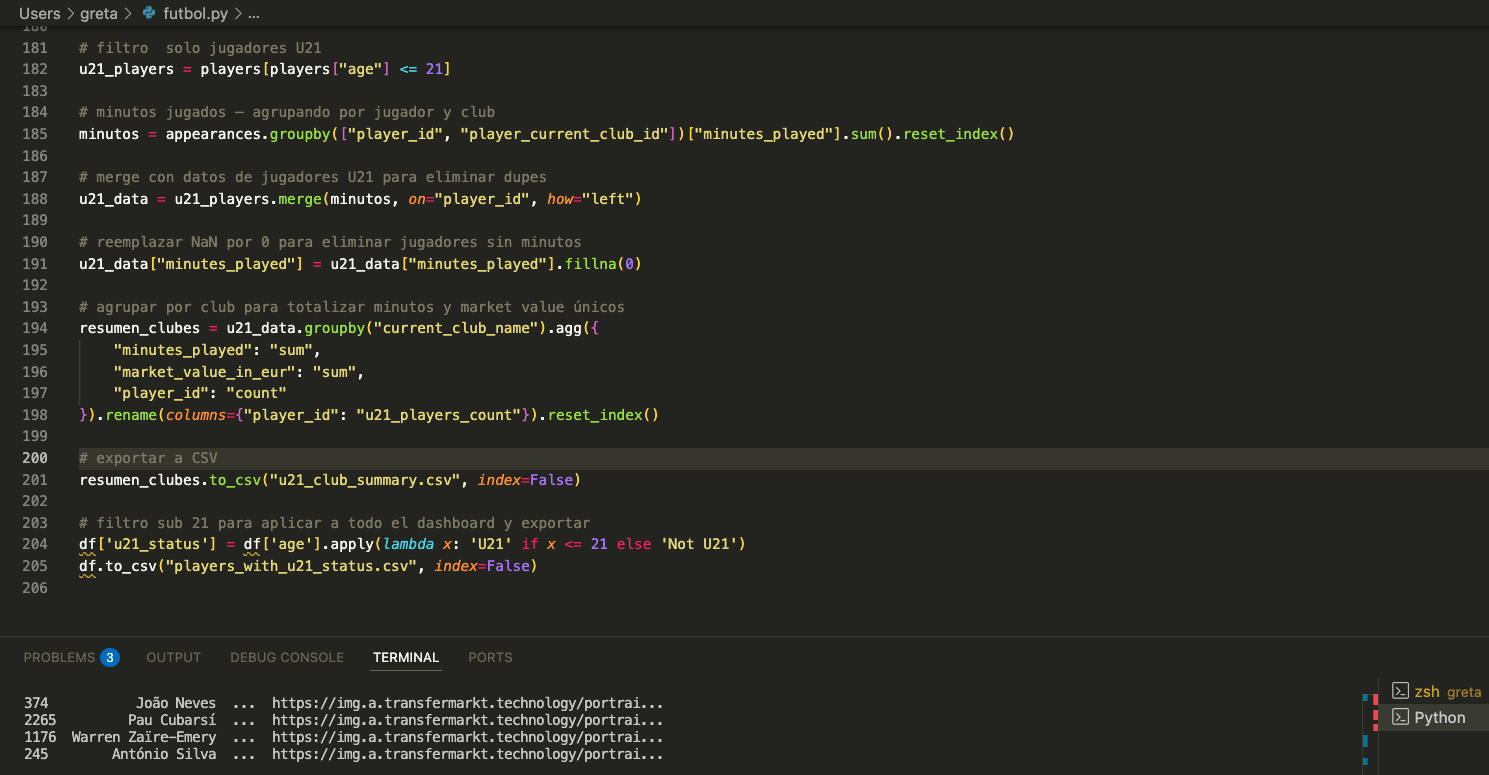 Users > greta > futbol.py > ...
180
181 # filtro  solo jugadores U21
182 u21_players = players[players["age"] <= 21]
183
184 # minutos jugados — agrupando por jugador y club
185 minutos = appearances.groupby(["player_id", "player_current_club_id"])["minutes_played"].sum().reset_index()
186
187 # merge con datos de jugadores U21 para eliminar dupes
188 u21_data = u21_players.merge(minutos, on="player_id", how="left")
189
190 # reemplazar NaN por 0 para eliminar jugadores sin minutos
191 u21_data["minutes_played"] = u21_data["minutes_played"].fillna(0)
192
193 # agrupar por club para totalizar minutos y market value únicos
194 resumen_clubes = u21_data.groupby("current_club_name").agg({
195     "minutes_played": "sum",
196     "market_value_in_eur": "sum",
197     "player_id": "count"
198 }).rename(columns={"player_id": "u21_players_count"}).reset_index()
199
200 # exportar a CSV
201 resumen_clubes.to_csv("u21_club_summary.csv", index=False)
202
203 # filtro sub 21 para aplicar a todo el dashboard y exportar
204 df['u21_status'] = df['age'].apply(lambda x: 'U21' if x <= 21 else 'Not U21')
205 df.to_csv("players_with_u21_status.csv", index=False)
206
PROBLEMS 3 OUTPUT DEBUG CONSOLE TERMINAL PORTS
374 João Neves ... https://img.a.transfermarkt.technology/portrai...
2265 Pau Cubarsí ... https://img.a.transfermarkt.technology/portrai...
1176 Warren Zaïre-Emery ... https://img.a.transfermarkt.technology/portrai...
245 António Silva ... https://img.a.transfermarkt.technology/portrai...
zsh greta
Python